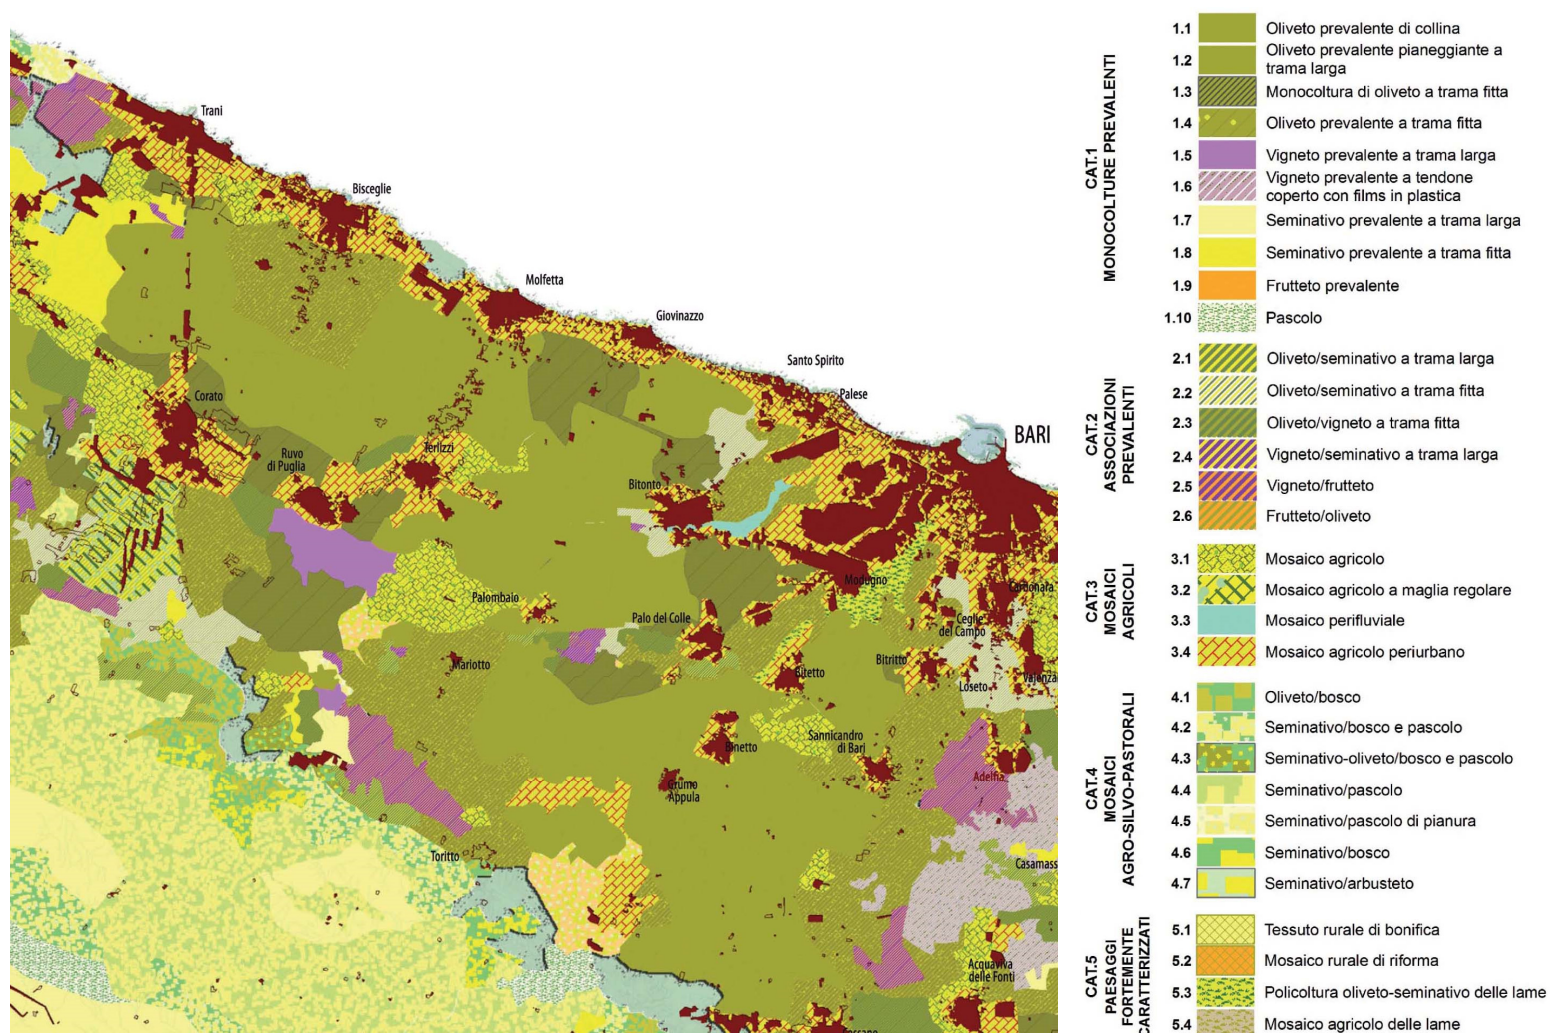 Trani
Bisceglie
Molfetta
Giovinazzo
Santo Spirito
Palese
BARI
Corato
Ruvo
di Puglia
Terlizzi
Bitonto
Modugno
Carbonara
Palombaio
Palo del Colle
Ceglie
del Campo
Mariotto
Bitetto
Bitritto
Loseto
Valenza
Binetto
Sannicandro
di Bari
Adelfia
Grumo
Appula
Toritto
Casamass
Acquaviva
delle Fonti
CAT.1
MONOCOLTURE PREVALENTI
1.1 Oliveto prevalente di collina
1.2 Oliveto prevalente pianeggiante a
trama larga
1.3 Monocoltura di oliveto a trama fitta
1.4 Oliveto prevalente a trama fitta
1.5 Vigneto prevalente a trama larga
1.6 Vigneto prevalente a tendone
coperto con films in plastica
1.7 Seminativo prevalente a trama larga
1.8 Seminativo prevalente a trama fitta
1.9 Frutteto prevalente
1.10 Pascolo
CAT.2
ASSOCIAZIONI
PREVALENTI
2.1 Oliveto/seminativo a trama larga
2.2 Oliveto/seminativo a trama fitta
2.3 Oliveto/vigneto a trama fitta
2.4 Vigneto/seminativo a trama larga
2.5 Vigneto/frutteto
2.6 Frutteto/oliveto
CAT.3
MOSAICI
AGRICOLI
3.1 Mosaico agricolo
3.2 Mosaico agricolo a maglia regolare
3.3 Mosaico perifluviale
3.4 Mosaico agricolo periurbano
CAT.4
MOSAICI
AGRO-SILVO-PASTORALI
4.1 Oliveto/bosco
4.2 Seminativo/bosco e pascolo
4.3 Seminativo-oliveto/bosco e pascolo
4.4 Seminativo/pascolo
4.5 Seminativo/pascolo di pianura
4.6 Seminativo/bosco
4.7 Seminativo/arbusteto
CAT.5
PAESAGGI
FORTEMENTE
CARATTERIZZATI
5.1 Tessuto rurale di bonifica
5.2 Mosaico rurale di riforma
5.3 Policoltura oliveto-seminativo delle lame
5.4 Mosaico agricolo delle lame